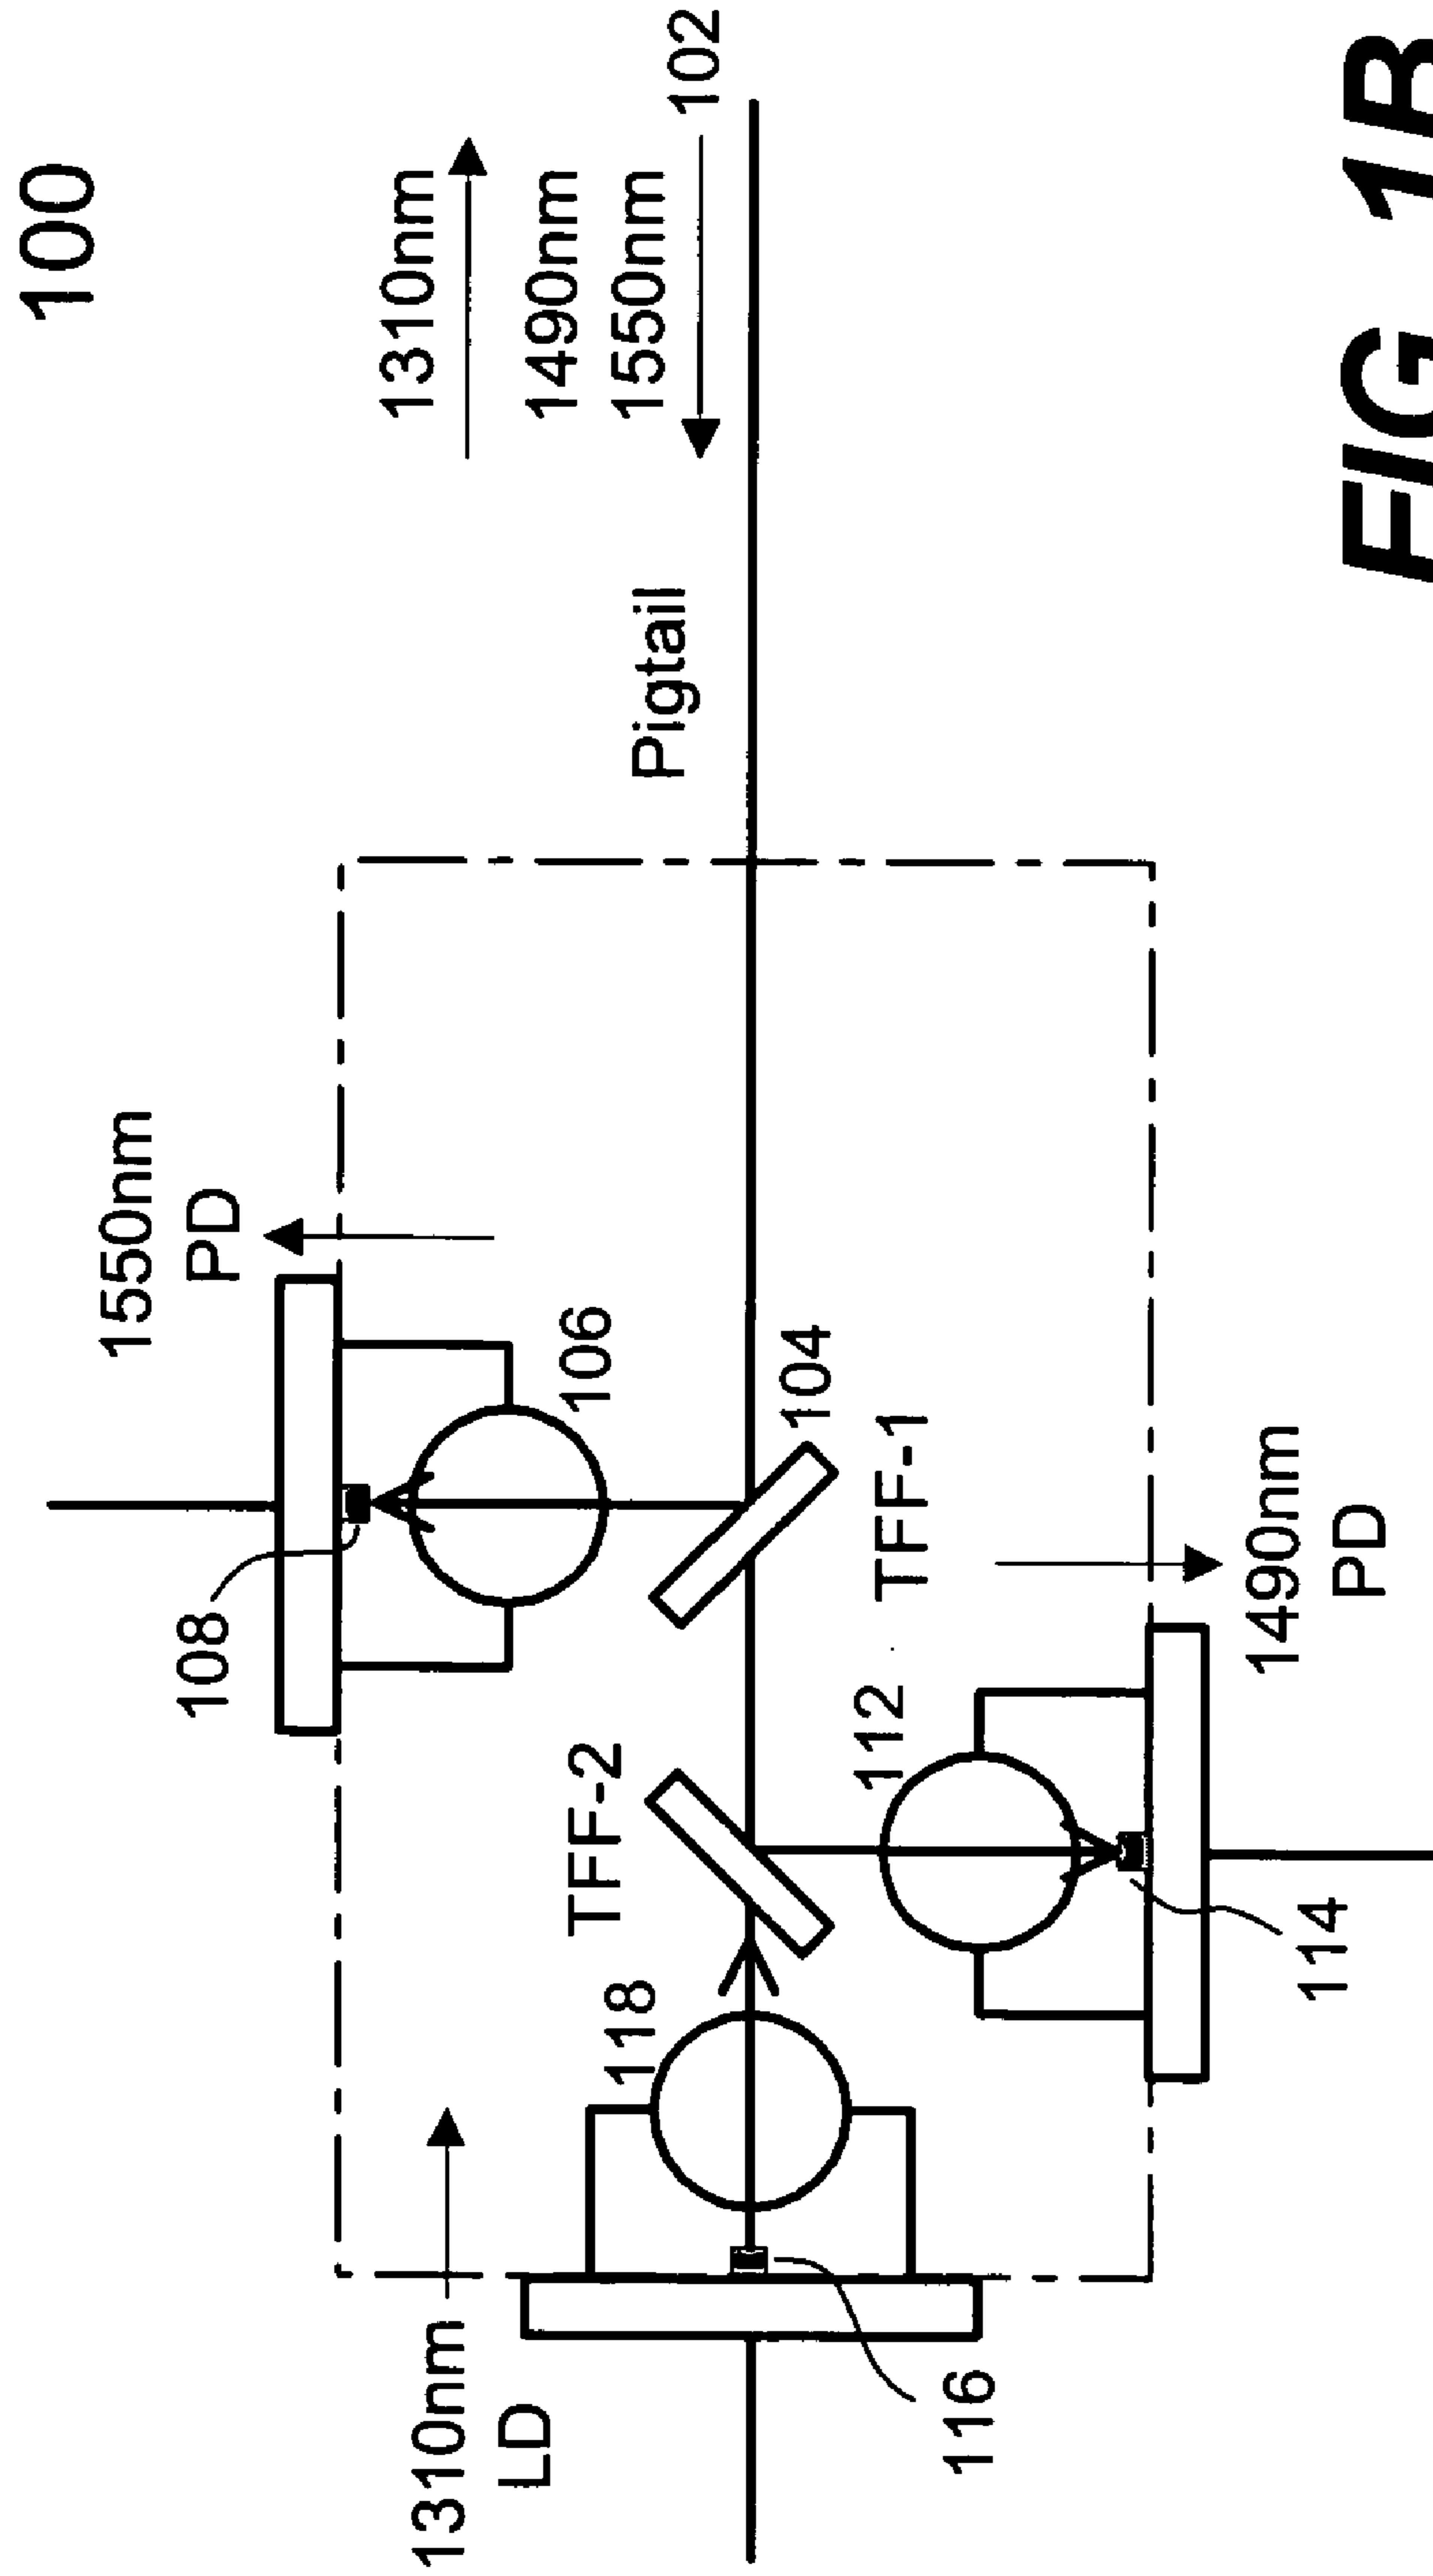 100
1310nm
1490nm
1550nm
102
Pigtail
1550nm
PD
108
106
104
TFF-1
TFF-2
112
1490nm
PD
114
118
1310nm
LD
116
FIG 1B